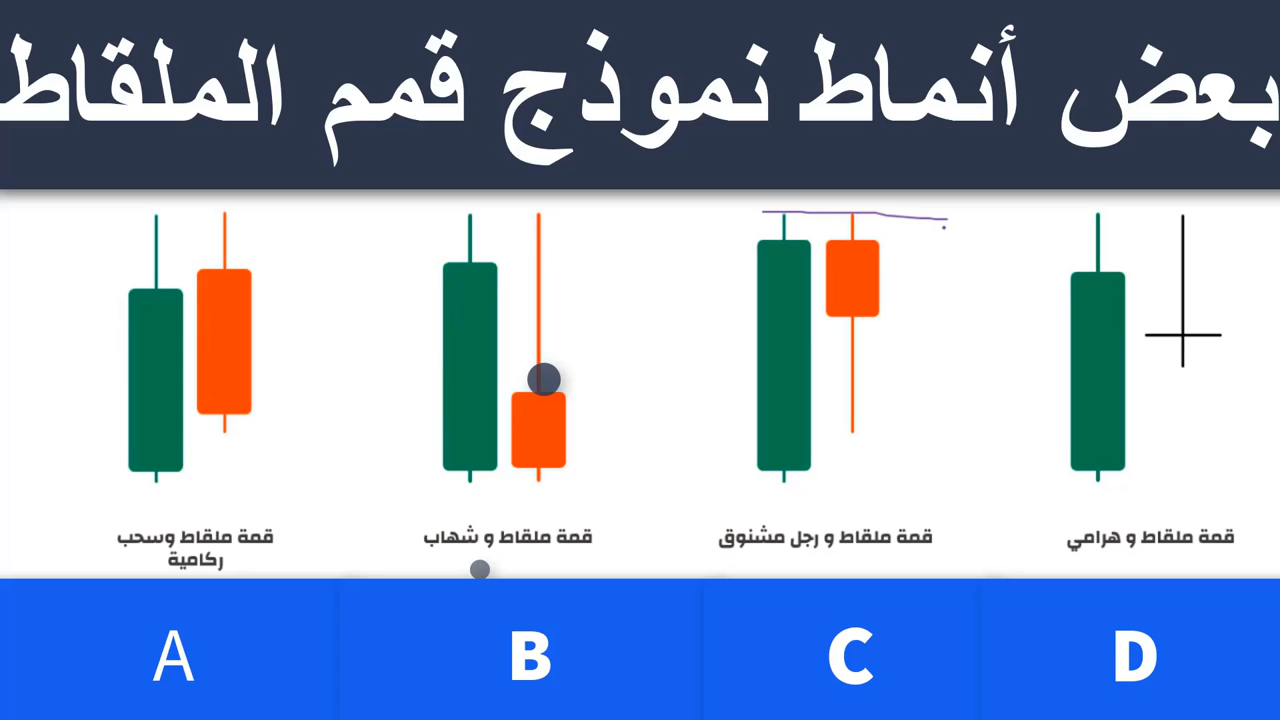 بعض أنماط نموذج قمم الملقاط
قمة ملقاط وسحب
ركامية
قمة ملقاط و شهاب
قمة ملقاط و رجل مشنوق
قمة ملقاط و هرامي
A
B
C
D